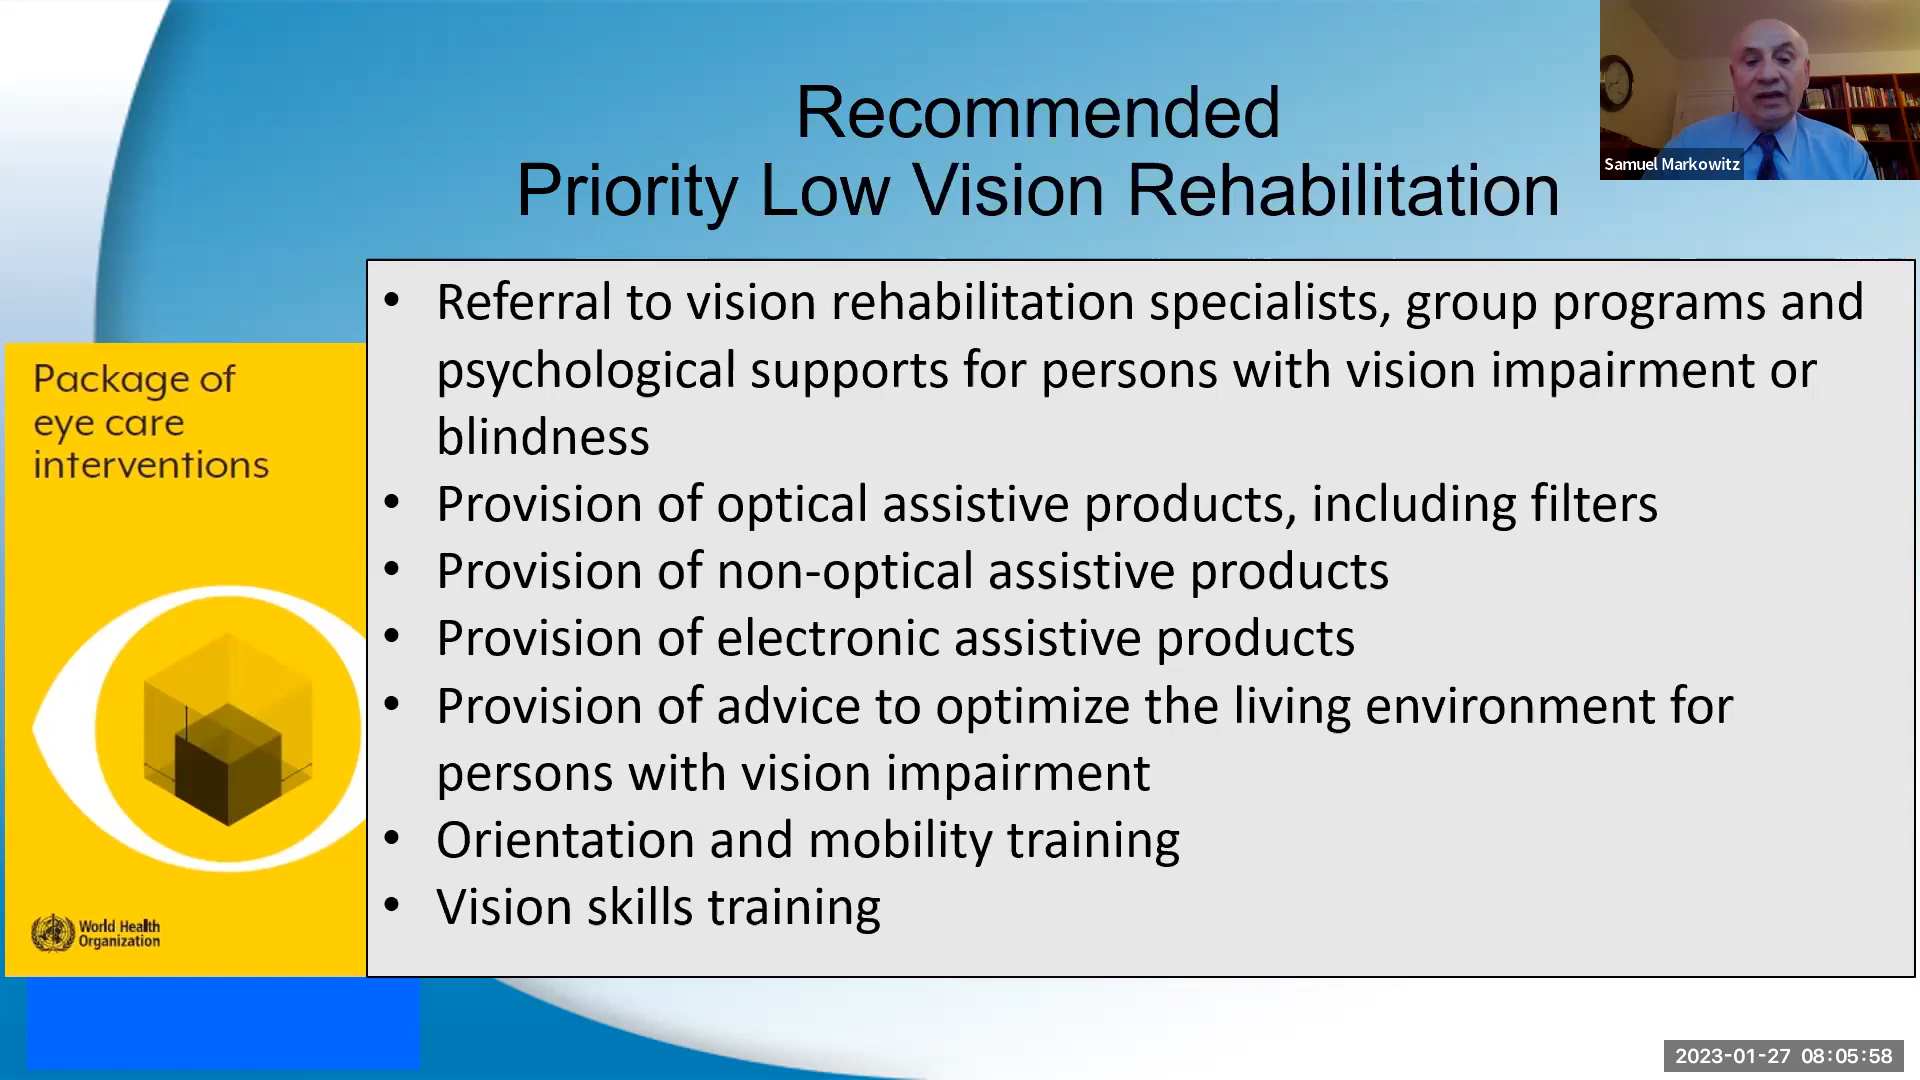 Recommended
Priority Low Vision Rehabilitation
Samuel Markowitz
Package of
eye care
interventions
World Health
Organization
• Referral to vision rehabilitation specialists, group programs and
psychological supports for persons with vision impairment or
blindness
• Provision of optical assistive products, including filters
• Provision of non-optical assistive products
• Provision of electronic assistive products
• Provision of advice to optimize the living environment for
persons with vision impairment
• Orientation and mobility training
• Vision skills training
2023-01-27 08:05:58